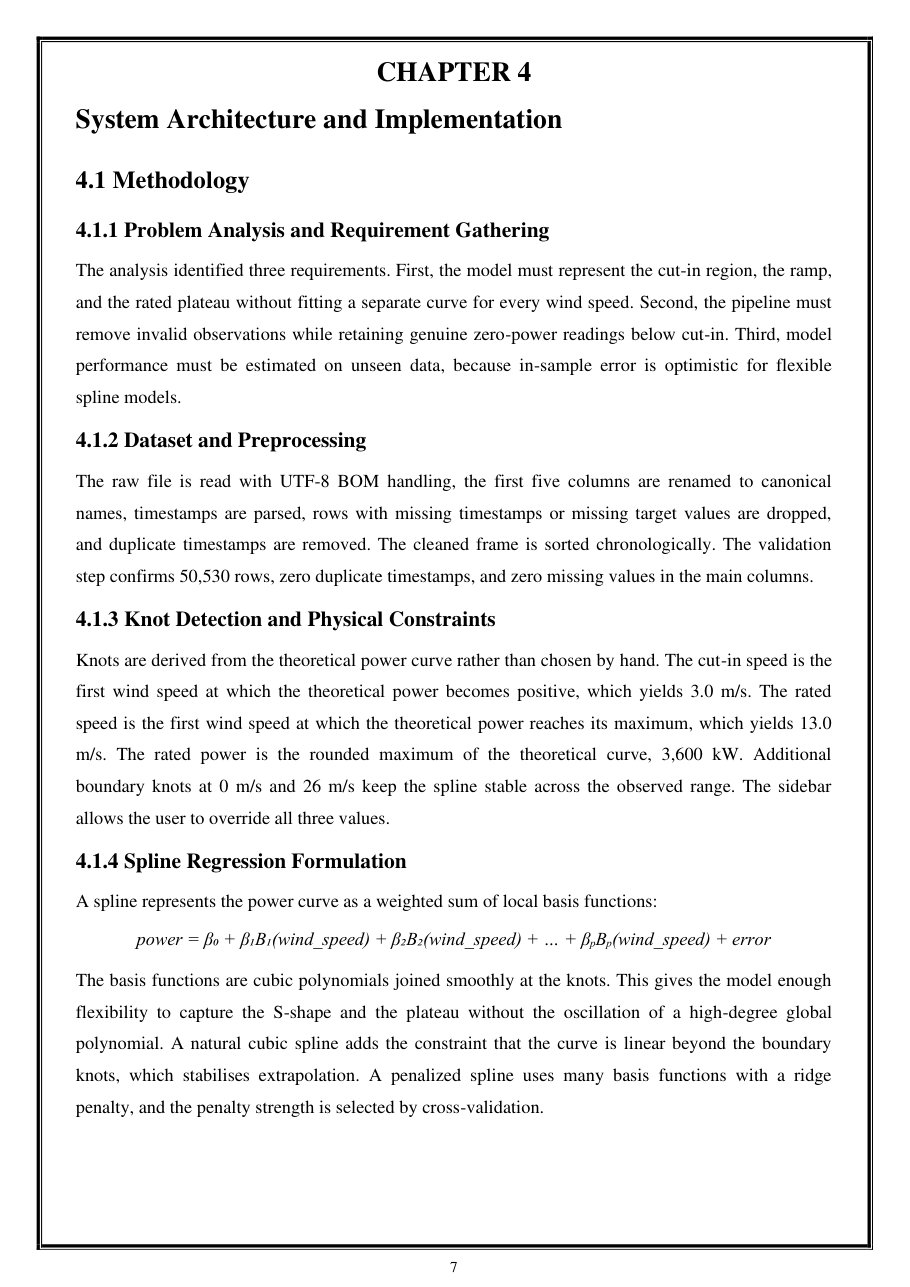 CHAPTER 4
System Architecture and Implementation
4.1 Methodology
4.1.1 Problem Analysis and Requirement Gathering
The analysis identified three requirements. First, the model must represent the cut-in region, the ramp,
and the rated plateau without fitting a separate curve for every wind speed. Second, the pipeline must
remove invalid observations while retaining genuine zero-power readings below cut-in. Third, model
performance must be estimated on unseen data, because in-sample error is optimistic for flexible
spline models.
4.1.2 Dataset and Preprocessing
The raw file is read with UTF-8 BOM handling, the first five columns are renamed to canonical
names, timestamps are parsed, rows with missing timestamps or missing target values are dropped,
and duplicate timestamps are removed. The cleaned frame is sorted chronologically. The validation
step confirms 50,530 rows, zero duplicate timestamps, and zero missing values in the main columns.
4.1.3 Knot Detection and Physical Constraints
Knots are derived from the theoretical power curve rather than chosen by hand. The cut-in speed is the
first wind speed at which the theoretical power becomes positive, which yields 3.0 m/s. The rated
speed is the first wind speed at which the theoretical power reaches its maximum, which yields 13.0
m/s. The rated power is the rounded maximum of the theoretical curve, 3,600 kW. Additional
boundary knots at 0 m/s and 26 m/s keep the spline stable across the observed range. The sidebar
allows the user to override all three values.
4.1.4 Spline Regression Formulation
A spline represents the power curve as a weighted sum of local basis functions:
power = β₀ + β₁B₁(wind_speed) + β₂B₂(wind_speed) + … + βₚBₚ(wind_speed) + error
The basis functions are cubic polynomials joined smoothly at the knots. This gives the model enough
flexibility to capture the S-shape and the plateau without the oscillation of a high-degree global
polynomial. A natural cubic spline adds the constraint that the curve is linear beyond the boundary
knots, which stabilises extrapolation. A penalized spline uses many basis functions with a ridge
penalty, and the penalty strength is selected by cross-validation.
7